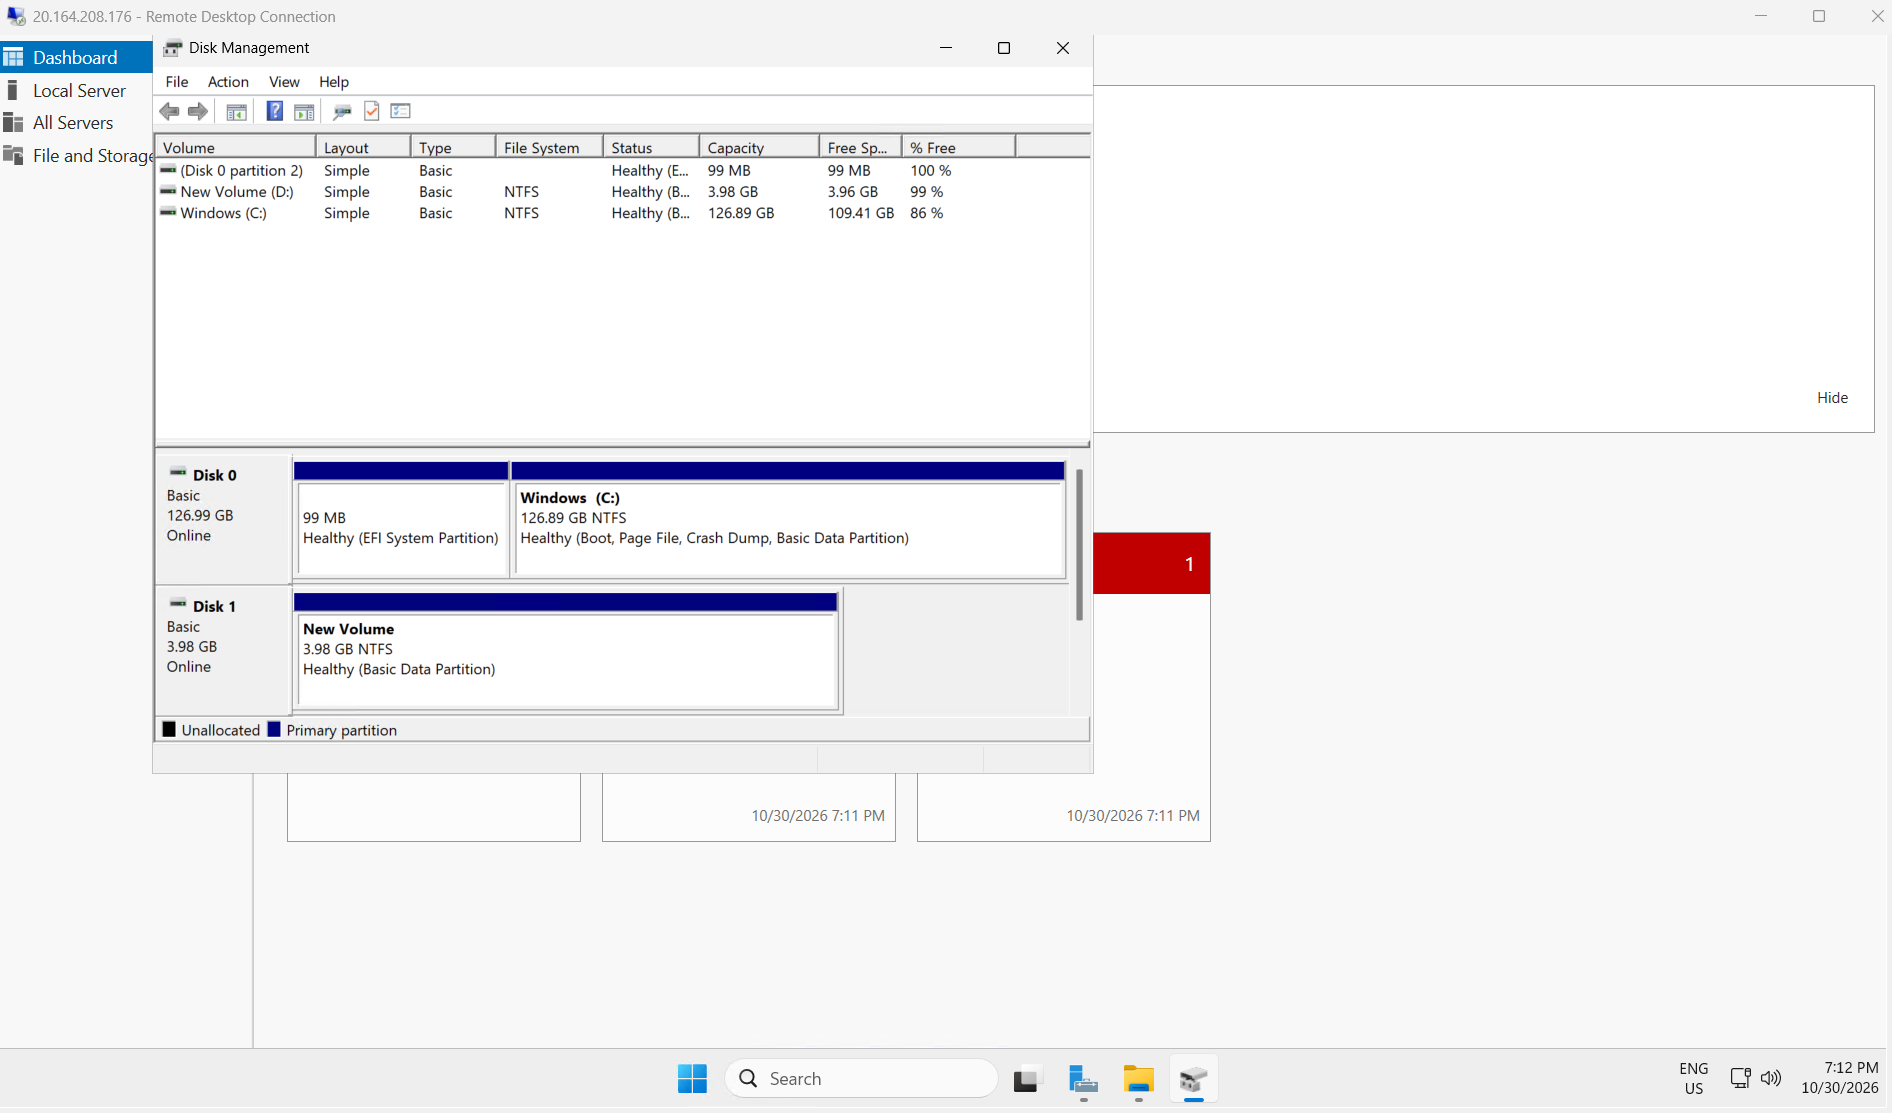 20.164.208.176 - Remote Desktop Connection
Dashboard
Local Server
All Servers
File and Storage
Disk Management
File Action View Help
Volume Layout Type File System Status Capacity Free Sp... % Free
(Disk 0 partition 2) Simple Basic Healthy (E... 99 MB 99 MB 100 %
New Volume (D:) Simple Basic NTFS Healthy (B... 3.98 GB 3.96 GB 99 %
Windows (C:) Simple Basic NTFS Healthy (B... 126.89 GB 109.41 GB 86 %
Disk 0
Basic
126.99 GB
Online
99 MB
Healthy (EFI System Partition)
Windows (C:)
126.89 GB NTFS
Healthy (Boot, Page File, Crash Dump, Basic Data Partition)
Disk 1
Basic
3.98 GB
Online
New Volume
3.98 GB NTFS
Healthy (Basic Data Partition)
Unallocated Primary partition
Hide
1
10/30/2026 7:11 PM
10/30/2026 7:11 PM
Search
ENG
US
7:12 PM
10/30/2026